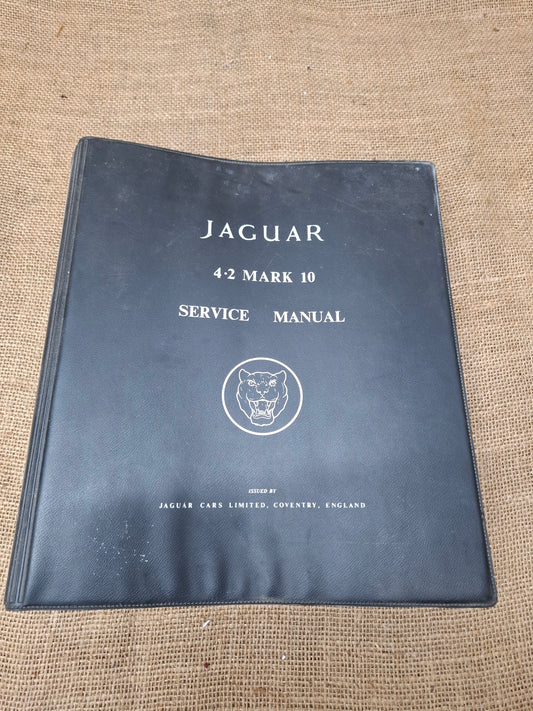 JAGUAR
4·2 MARK 10
SERVICE MANUAL
ISSUED BY
JAGUAR CARS LIMITED, COVENTRY, ENGLAND